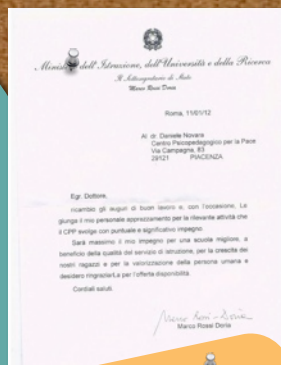 Ministero dell'Istruzione, dell'Università e della Ricerca
Il Sottosegretario di Stato
Marco Rossi Doria
Roma, 11/01/12
Al dr. Daniele Novara
Centro Psicopedagogico per la Pace
Via Campagna, 83
29121 PIACENZA
Egr. Dottore,
ricambio gli auguri di buon lavoro e, con l'occasione, Le
giunga il mio personale apprezzamento per la rilevante attività che
il CPP svolge con puntuale e significativo impegno.
Sarà massimo il mio impegno per una scuola migliore, a
beneficio della qualità del servizio di istruzione, per la crescita dei
nostri ragazzi e per la valorizzazione della persona umana e
desidero ringraziarLa per l'offerta disponibilità.
Cordiali saluti.
Marco Rossi-Doria
Marco Rossi Doria